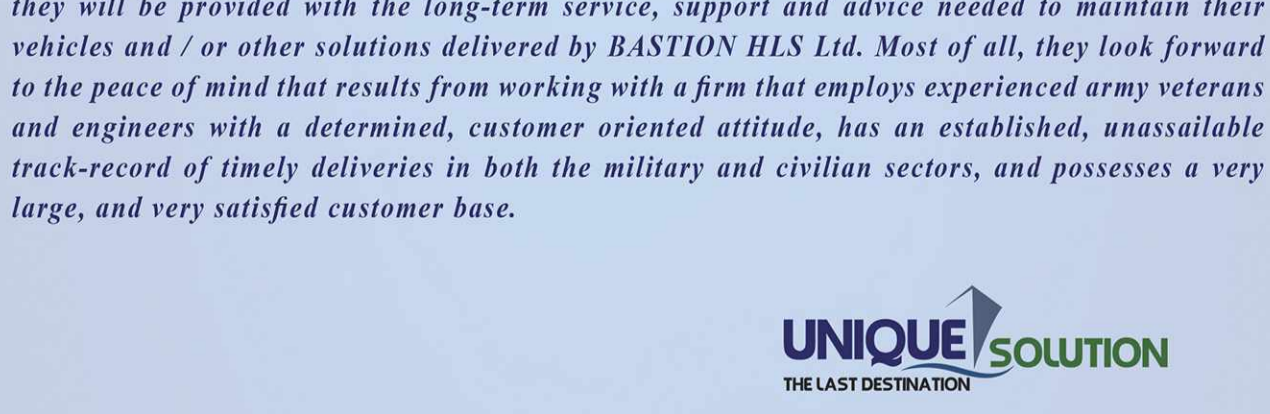 they will be provided with the long-term service, support and advice needed to maintain their
vehicles and / or other solutions delivered by BASTION HLS Ltd. Most of all, they look forward
to the peace of mind that results from working with a firm that employs experienced army veterans
and engineers with a determined, customer oriented attitude, has an established, unassailable
track-record of timely deliveries in both the military and civilian sectors, and possesses a very
large, and very satisfied customer base.
UNIQUE SOLUTION
THE LAST DESTINATION